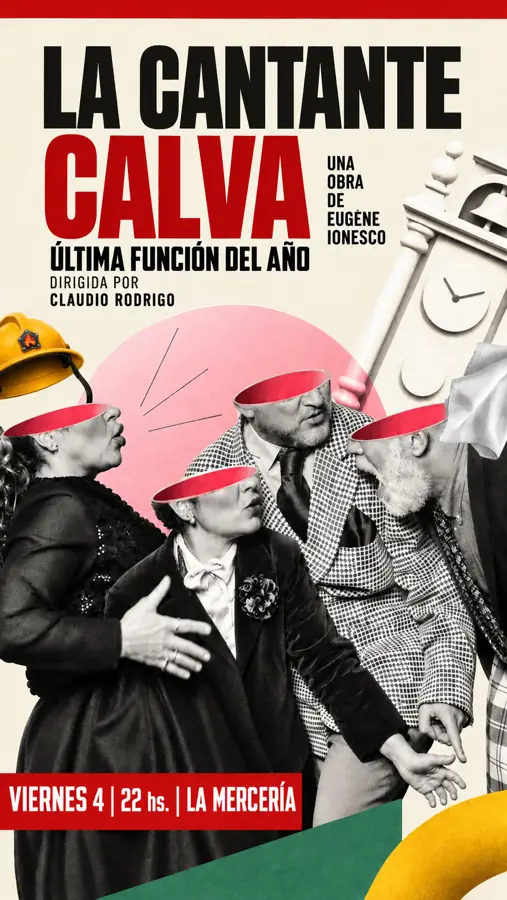 LA CANTANTE
CALVA
UNA
OBRA
DE
EUGÈNE
IONESCO
ÚLTIMA FUNCIÓN DEL AÑO
DIRIGIDA POR
CLAUDIO RODRIGO
VIERNES 4 | 22 hs. | LA MERCERÍA